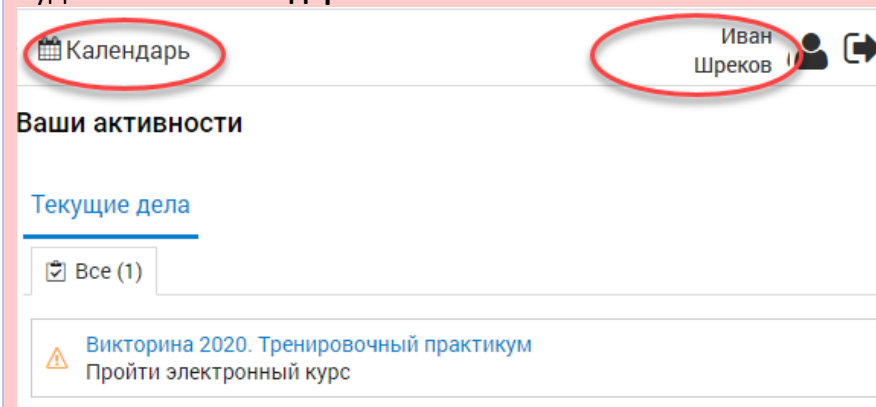 Календарь
Иван
Шреков
Ваши активности
Текущие дела
Все (1)
Викторина 2020. Тренировочный практикум
Пройти электронный курс